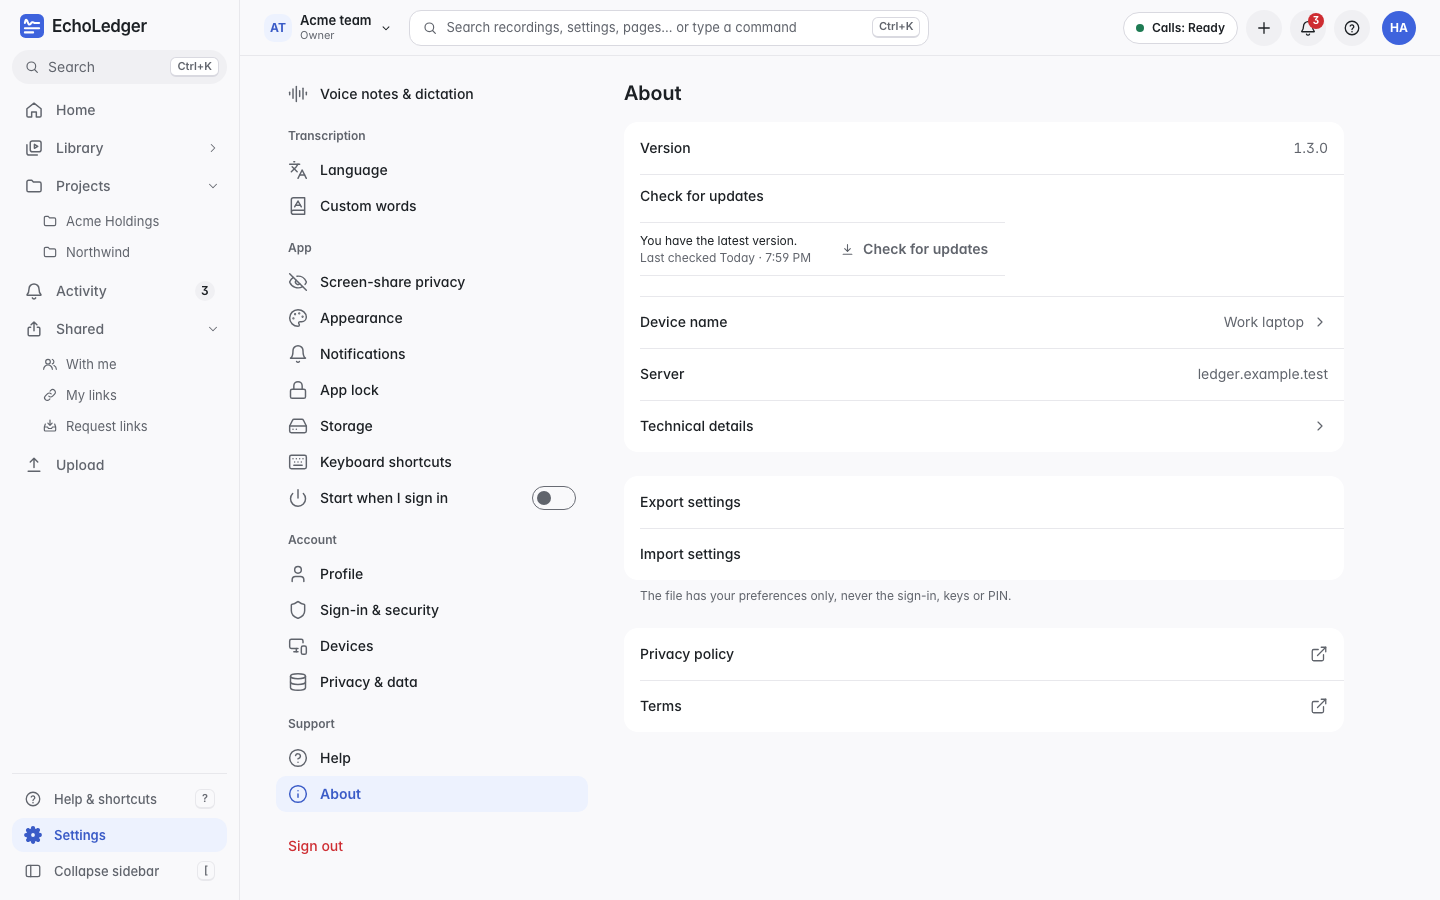 EchoLedger
Search
Ctrl+K
Home
Library
Projects
Acme Holdings
Northwind
Activity
3
Shared
With me
My links
Request links
Upload
Help & shortcuts
?
Settings
Collapse sidebar
[
AT
Acme team
Owner
Search recordings, settings, pages... or type a command
Ctrl+K
Calls: Ready
3
HA
Voice notes & dictation
Transcription
Language
Custom words
App
Screen-share privacy
Appearance
Notifications
App lock
Storage
Keyboard shortcuts
Start when I sign in
Account
Profile
Sign-in & security
Devices
Privacy & data
Support
Help
About
Sign out
About
Version
1.3.0
Check for updates
You have the latest version.
Last checked Today · 7:59 PM
Check for updates
Device name
Work laptop
Server
ledger.example.test
Technical details
Export settings
Import settings
The file has your preferences only, never the sign-in, keys or PIN.
Privacy policy
Terms